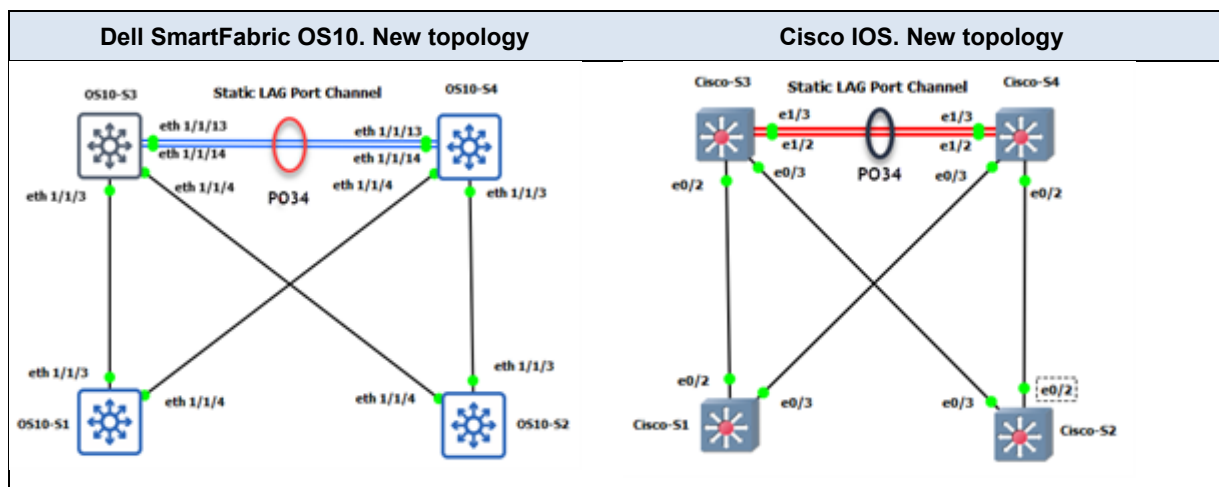 Dell SmartFabric OS10. New topology
OS10-S3
Static LAG Port Channel
OS10-S4
eth 1/1/13
eth 1/1/13
eth 1/1/14
eth 1/1/14
eth 1/1/4
eth 1/1/4
PO34
eth 1/1/3
eth 1/1/3
eth 1/1/3
eth 1/1/3
eth 1/1/4
eth 1/1/4
OS10-S1
OS10-S2
Cisco IOS. New topology
Cisco-S3
Cisco-S4
Static LAG Port Channel
e1/3
e1/3
e1/2
e1/2
e0/3
PO34
e0/3
e0/2
e0/2
e0/2
e0/2
e0/3
e0/3
Cisco-S1
Cisco-S2